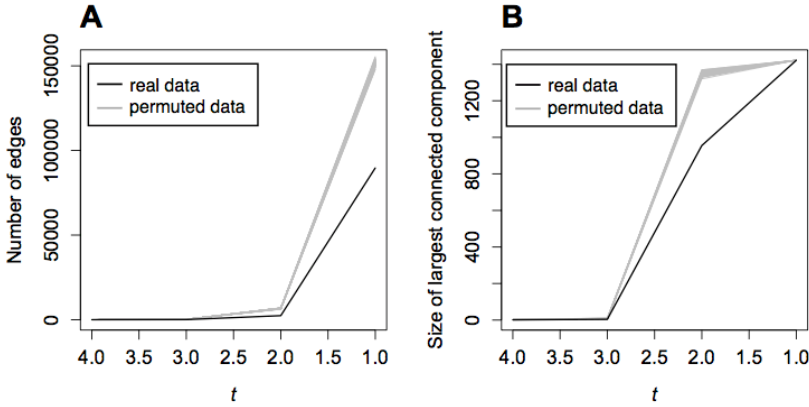 A
Number of edges
150000
100000
50000
0
real data
permuted data
4.0 3.5 3.0 2.5 2.0 1.5 1.0
t
B
Size of largest connected component
1200
800
400
0
real data
permuted data
4.0 3.5 3.0 2.5 2.0 1.5 1.0
t